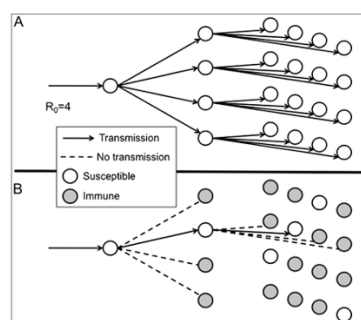 A
R₀=4
Transmission
No transmission
Susceptible
Immune
B